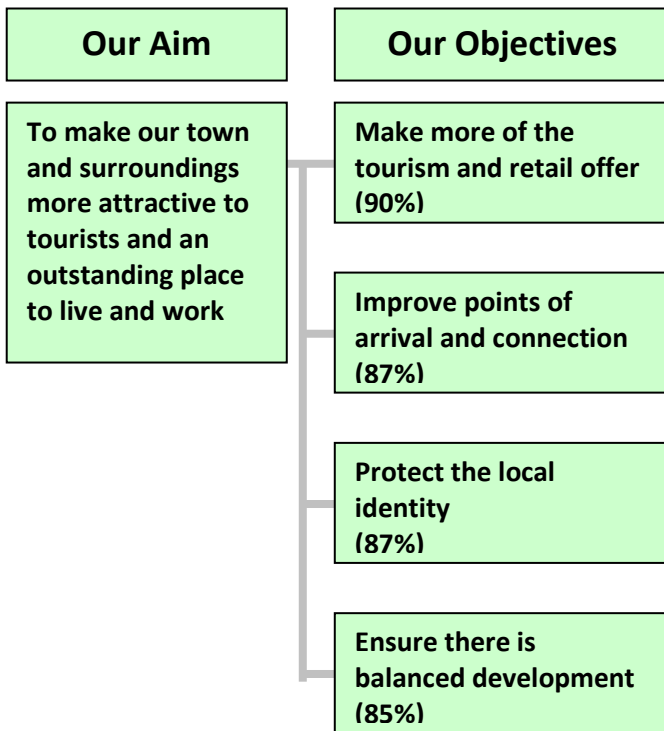 Our Aim
Our Objectives
To make our town
and surroundings
more attractive to
tourists and an
outstanding place
to live and work
Make more of the
tourism and retail offer
(90%)
Improve points of
arrival and connection
(87%)
Protect the local
identity
(87%)
Ensure there is
balanced development
(85%)